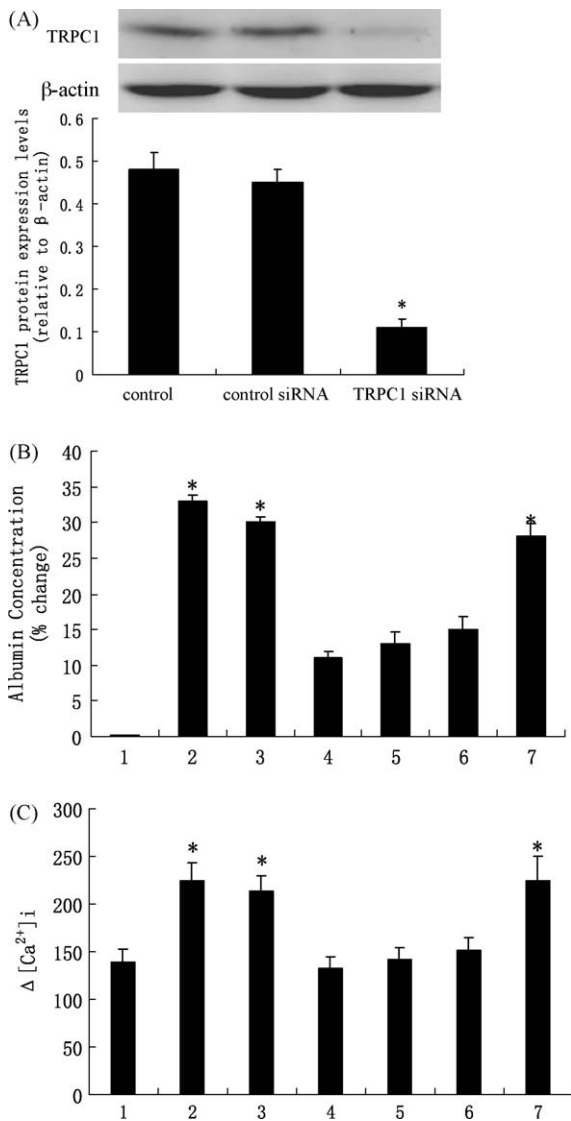 (A)
TRPC1
β-actin
TRPC1 protein expression levels
(relative to β-actin)
0.6
0.5
0.4
0.3
0.2
0.1
0
*
control control siRNA TRPC1 siRNA
(B)
Albumin Concentration
(% change)
40
35
30
25
20
15
10
5
0
* * *
1 2 3 4 5 6 7
(C)
Δ[Ca²⁺]i
300
250
200
150
100
50
0
* * *
1 2 3 4 5 6 7